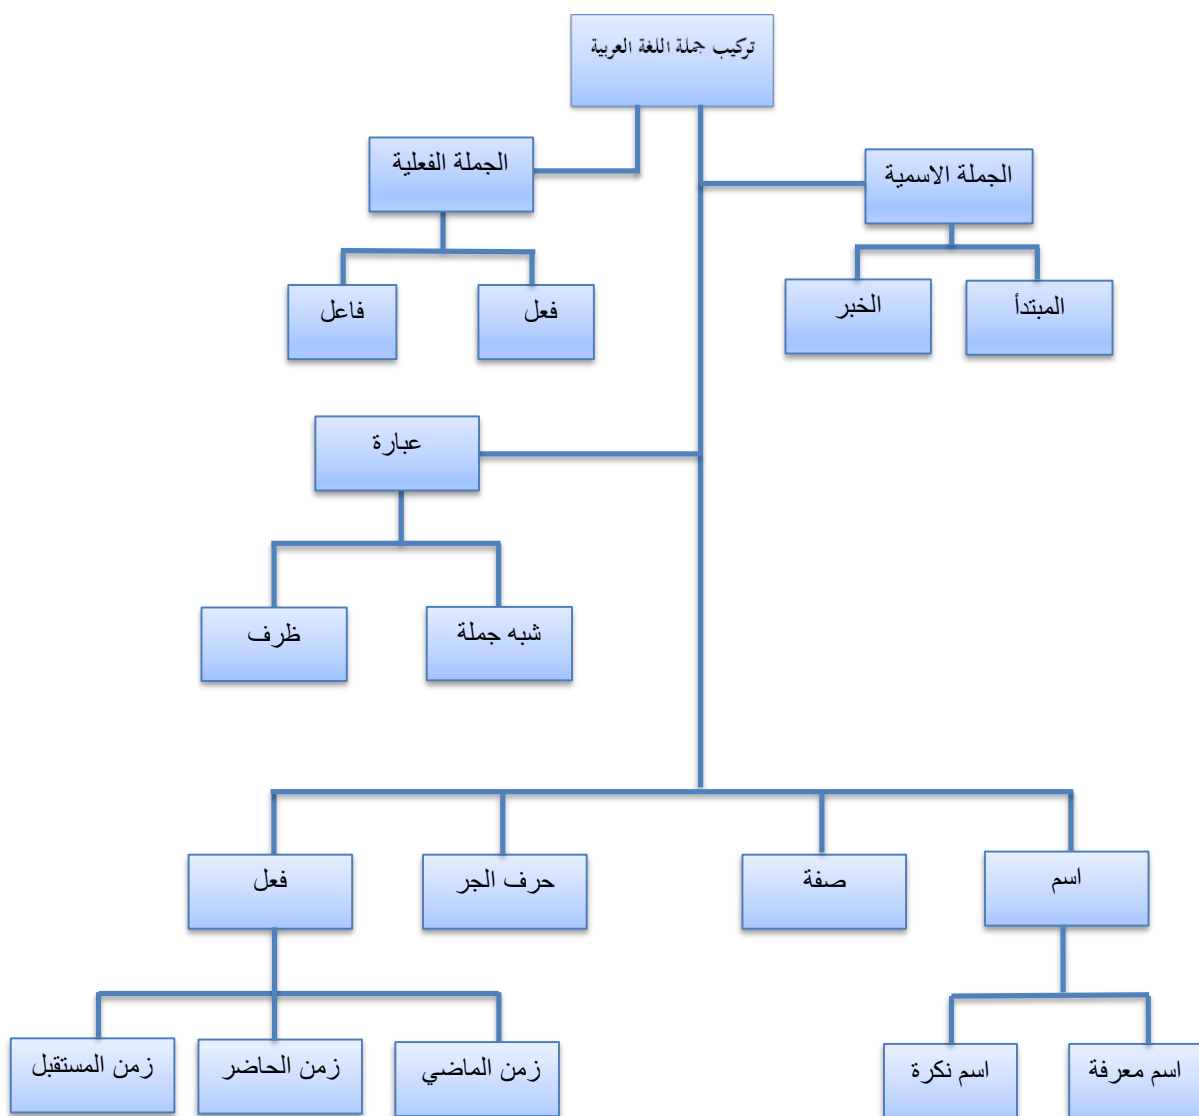 تركيب جملة اللغة العربية
الجملة الاسمية
الجملة الفعلية
المبتدأ
الخبر
فعل
فاعل
عبارة
شبه جملة
ظرف
اسم
صفة
حرف الجر
فعل
اسم معرفة
اسم نكرة
زمن الماضي
زمن الحاضر
زمن المستقبل